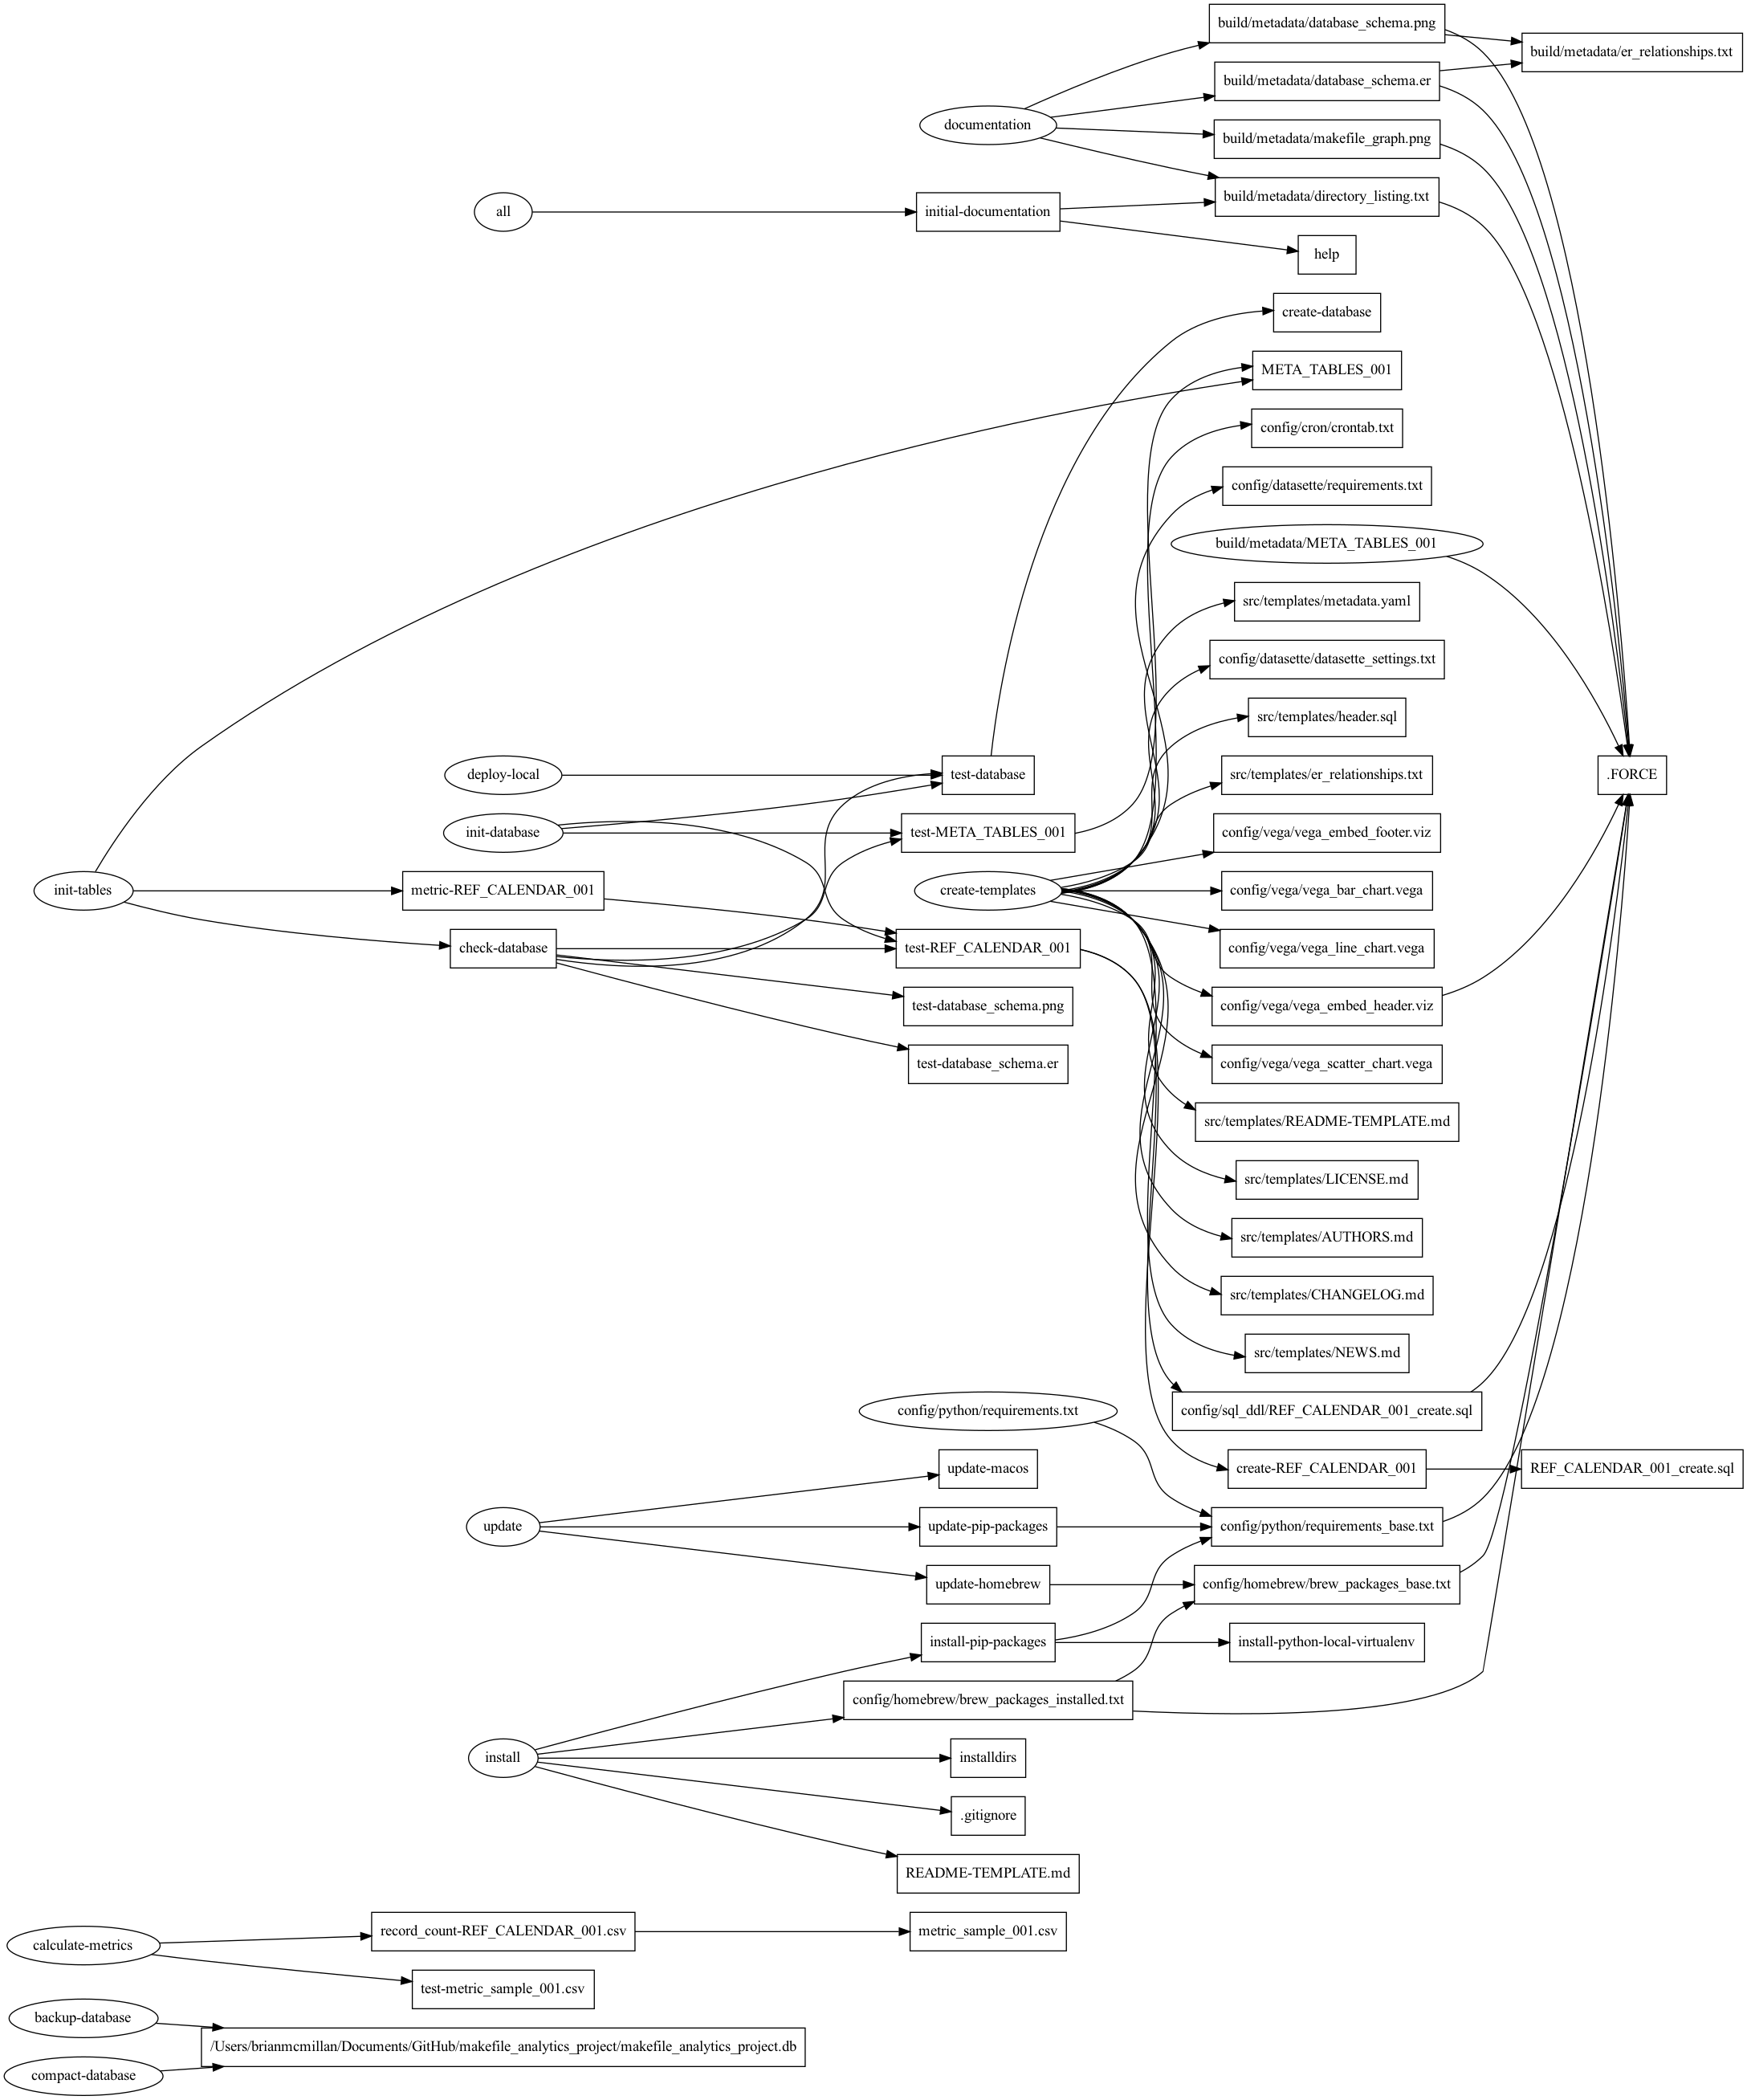 build/metadata/database_schema.png
build/metadata/er_relationships.txt
build/metadata/database_schema.er
documentation
build/metadata/makefile_graph.png
build/metadata/directory_listing.txt
all
initial-documentation
help
create-database
META_TABLES_001
config/cron/crontab.txt
config/datasette/requirements.txt
build/metadata/META_TABLES_001
src/templates/metadata.yaml
config/datasette/datasette_settings.txt
src/templates/header.sql
deploy-local
test-database
src/templates/er_relationships.txt
.FORCE
init-database
test-META_TABLES_001
config/vega/vega_embed_footer.viz
init-tables
metric-REF_CALENDAR_001
create-templates
config/vega/vega_bar_chart.vega
check-database
test-REF_CALENDAR_001
config/vega/vega_line_chart.vega
test-database_schema.png
config/vega/vega_embed_header.viz
test-database_schema.er
config/vega/vega_scatter_chart.vega
src/templates/README-TEMPLATE.md
src/templates/LICENSE.md
src/templates/AUTHORS.md
src/templates/CHANGELOG.md
src/templates/NEWS.md
config/python/requirements.txt
config/sql_ddl/REF_CALENDAR_001_create.sql
update-macos
create-REF_CALENDAR_001
REF_CALENDAR_001_create.sql
update
update-pip-packages
config/python/requirements_base.txt
update-homebrew
config/homebrew/brew_packages_base.txt
install-pip-packages
install-python-local-virtualenv
config/homebrew/brew_packages_installed.txt
install
installdirs
.gitignore
README-TEMPLATE.md
calculate-metrics
record_count-REF_CALENDAR_001.csv
metric_sample_001.csv
test-metric_sample_001.csv
backup-database
/Users/brianmcmillan/Documents/GitHub/makefile_analytics_project/makefile_analytics_project.db
compact-database